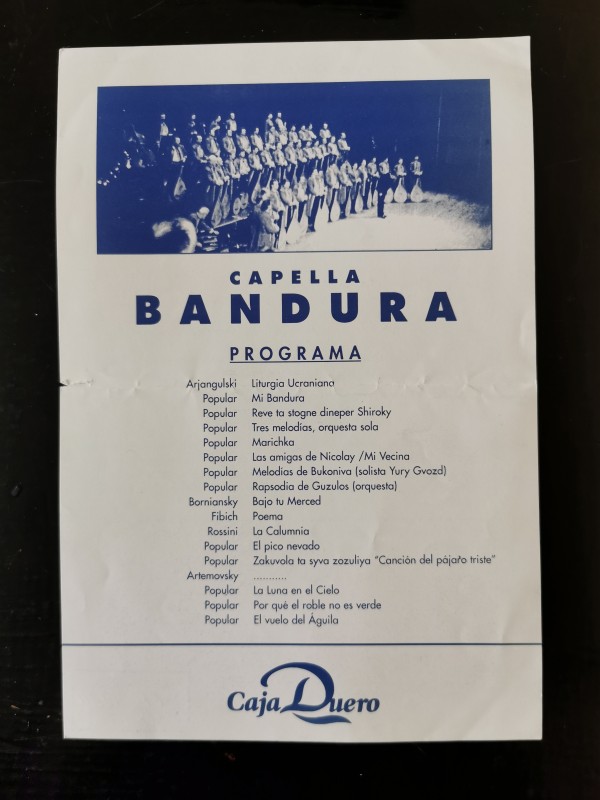 CAPELLA
BANDURA
PROGRAMA
Arjangulski Liturgia Ucraniana
Popular Mi Bandura
Popular Reve ta stogne dineper Shiroky
Popular Tres melodías, orquesta sola
Popular Marichka
Popular Las amigas de Nicolay /Mi Vecina
Popular Melodias de Bukoniva (solista Yury Gvozd)
Popular Rapsodia de Guzulos (orquesta)
Borniansky Bajo tu Merced
Fibich Poema
Rossini La Calumnia
Popular El pico nevado
Popular Zakuvola ta syva zozuliya "Canción del pájaro triste"
Artemovsky ...........
Popular La Luna en el Cielo
Popular Por qué el roble no es verde
Popular El vuelo del Águila
Caja Duero